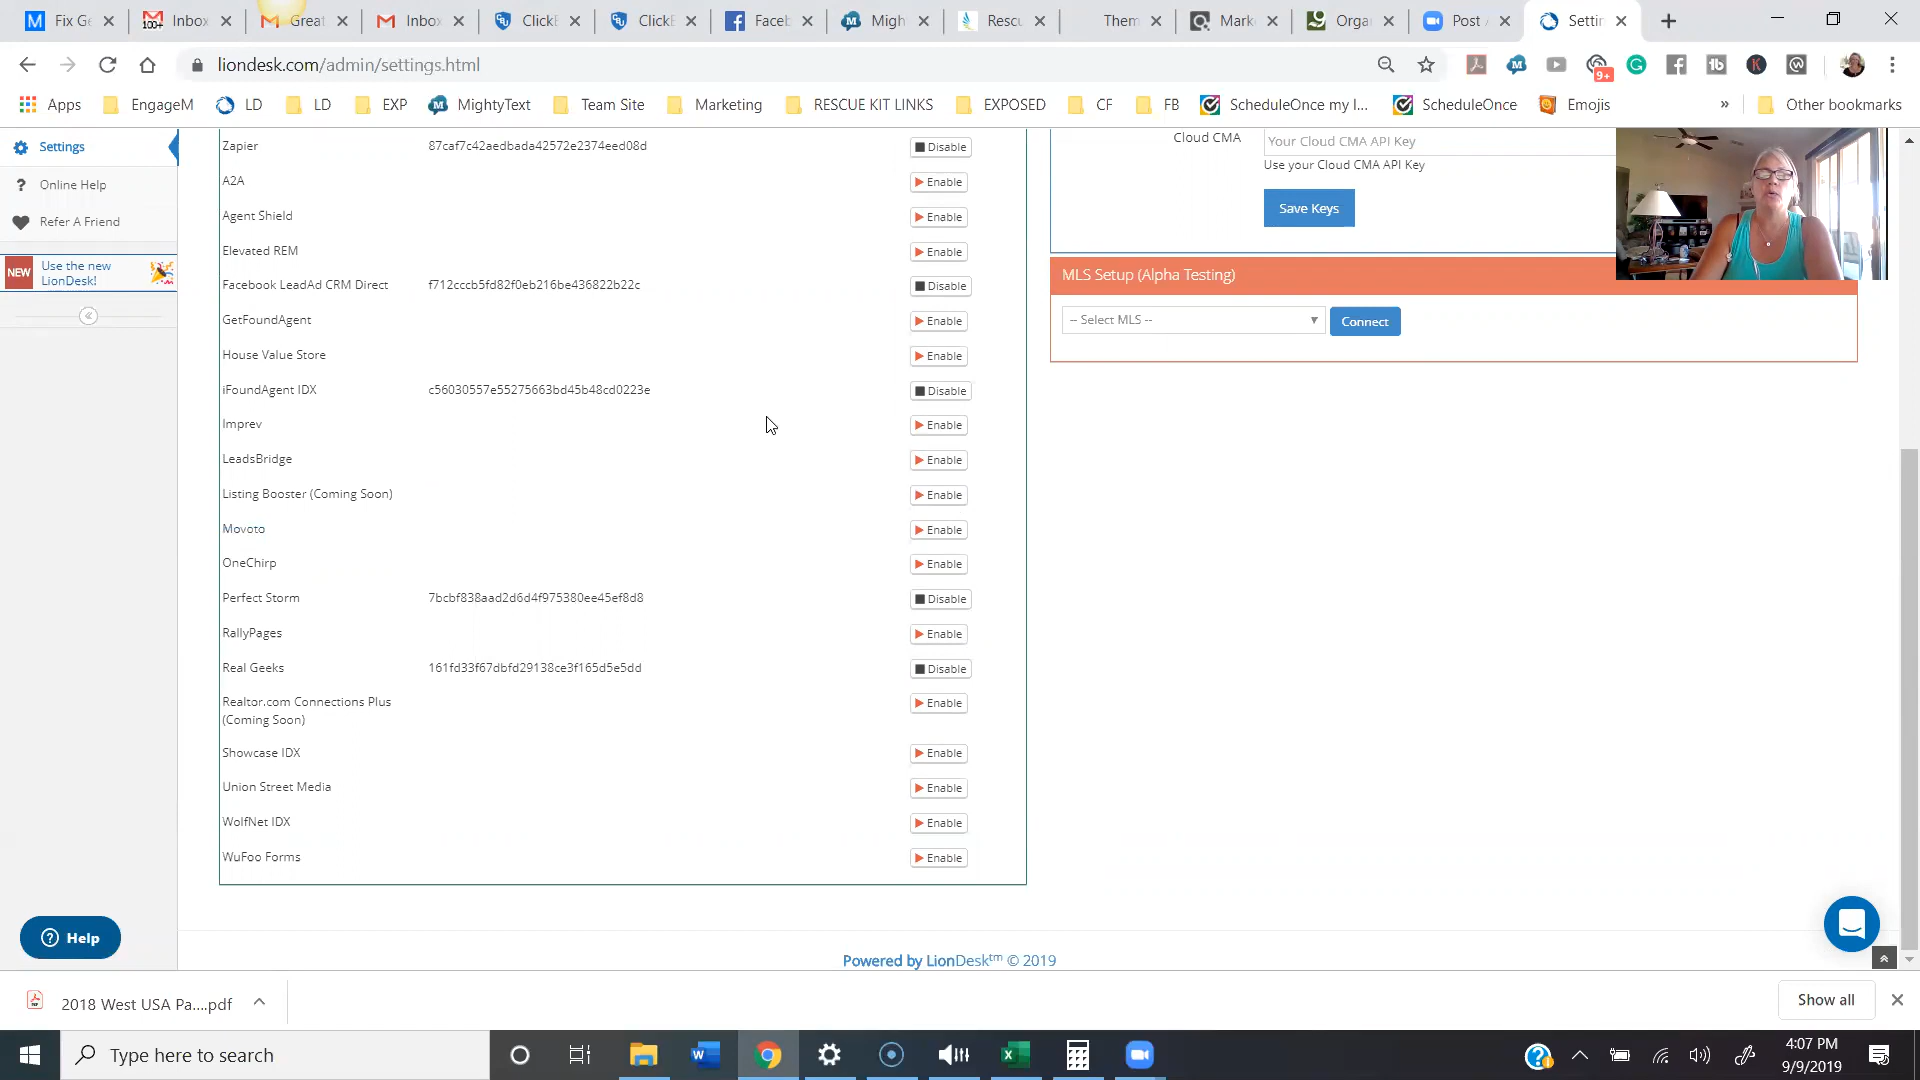 Fix Ge
Inbox
Great
Inbox
ClickB
ClickB
Faceb
Migh
Rescu
Them
Mark
Orga
Post
Settin
liondesk.com/admin/settings.html
9+
Apps
EngageM
LD
LD
EXP
MightyText
Team Site
Marketing
RESCUE KIT LINKS
EXPOSED
CF
FB
ScheduleOnce my l...
ScheduleOnce
Emojis
»
Other bookmarks
Settings
Online Help
Refer A Friend
NEW
Use the new
LionDesk!
Zapier 87caf7c42aedbada42572e2374eed08d Disable
A2A Enable
Agent Shield Enable
Elevated REM Enable
Facebook LeadAd CRM Direct f712cccb5fd82f0eb216be436822b22c Disable
GetFoundAgent Enable
House Value Store Enable
iFoundAgent IDX c56030557e55275663bd45b48cd0223e Disable
Imprev Enable
LeadsBridge Enable
Listing Booster (Coming Soon) Enable
Movoto Enable
OneChirp Enable
Perfect Storm 7bcbf838aad2d6d4f975380ee45ef8d8 Disable
RallyPages Enable
Real Geeks 161fd33f67dbfd29138ce3f165d5e5dd Disable
Realtor.com Connections Plus Enable
(Coming Soon)
Showcase IDX Enable
Union Street Media Enable
WolfNet IDX Enable
WuFoo Forms Enable
Cloud CMA Your Cloud CMA API Key
Use your Cloud CMA API Key
Save Keys
MLS Setup (Alpha Testing)
-- Select MLS -- Connect
Help
Powered by LionDesk™ © 2019
2018 West USA Pa....pdf
Show all
Type here to search
4:07 PM
9/9/2019